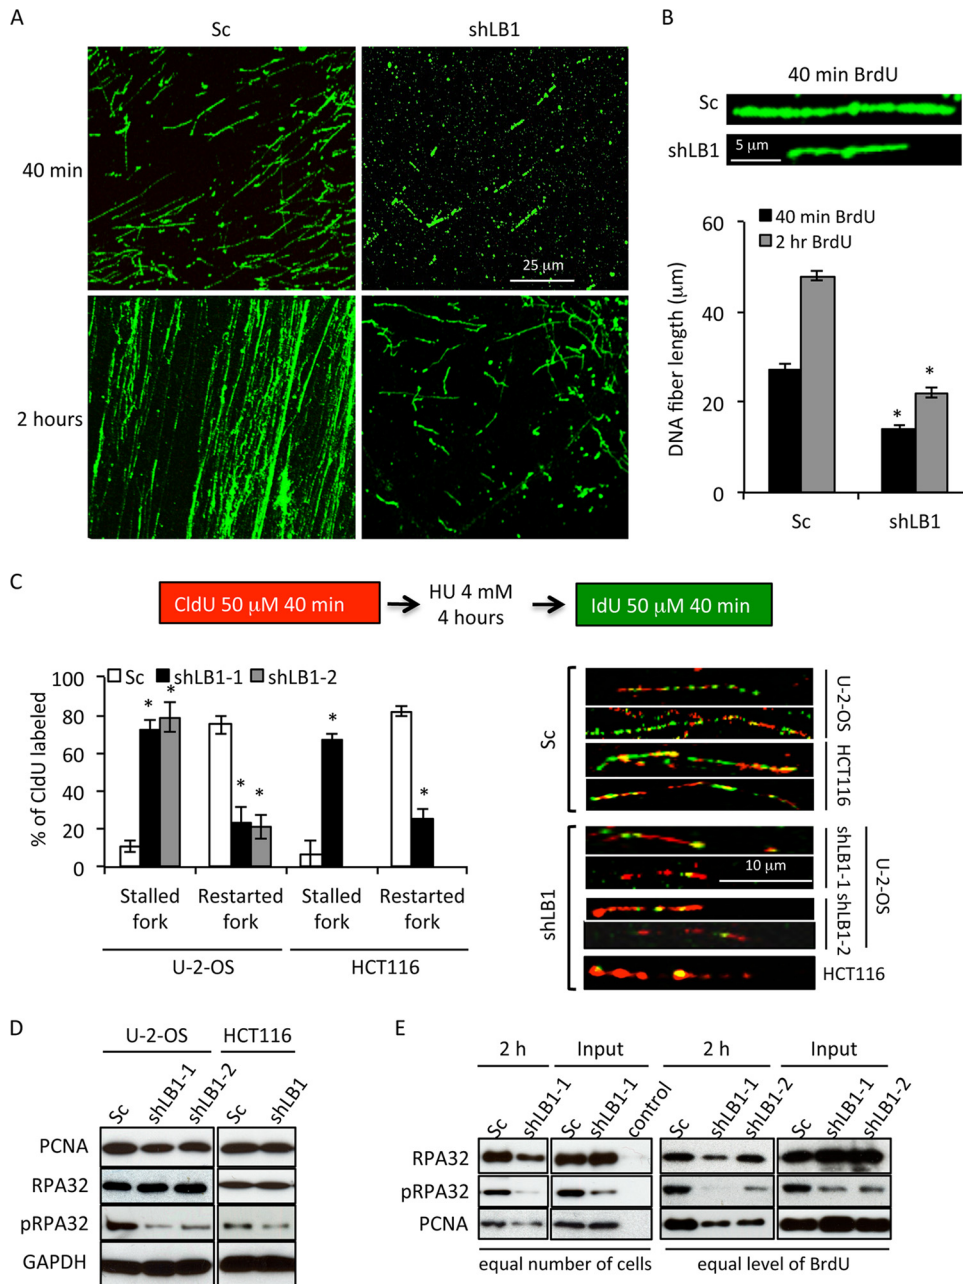 A
Sc
shLB1
40 min
25 μm
2 hours
B
40 min BrdU
Sc
shLB1
5 μm
40 min BrdU
2 hr BrdU
DNA fiber length (μm)
60
40
20
0
*
*
Sc
shLB1
C
CldU 50 μM 40 min
HU 4 mM
4 hours
IdU 50 μM 40 min
Sc
shLB1-1
shLB1-2
% of CldU labeled
100
80
60
40
20
0
* *
* *
*
*
Stalled fork
Restarted fork
Stalled fork
Restarted fork
U-2-OS
HCT116
Sc
U-2-OS
HCT116
shLB1
10 μm
shLB1-1
shLB1-2
U-2-OS
HCT116
D
U-2-OS
HCT116
Sc
shLB1-1
shLB1-2
Sc
shLB1
PCNA
RPA32
pRPA32
GAPDH
E
2 h
Input
2 h
Input
Sc
shLB1-1
Sc
shLB1-1
control
Sc
shLB1-1
shLB1-2
Sc
shLB1-1
shLB1-2
RPA32
pRPA32
PCNA
equal number of cells
equal level of BrdU